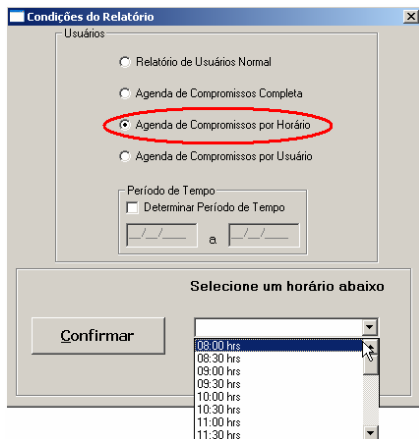 Condições do Relatório
Usuários
Relatório de Usuários Normal
Agenda de Compromissos Completa
Agenda de Compromissos por Horário
Agenda de Compromissos por Usuário
Período de Tempo
Determinar Período de Tempo
__/__/____ a __/__/____
Selecione um horário abaixo
Confirmar
08:00 hrs
08:30 hrs
09:00 hrs
09:30 hrs
10:00 hrs
10:30 hrs
11:00 hrs
11:30 hrs